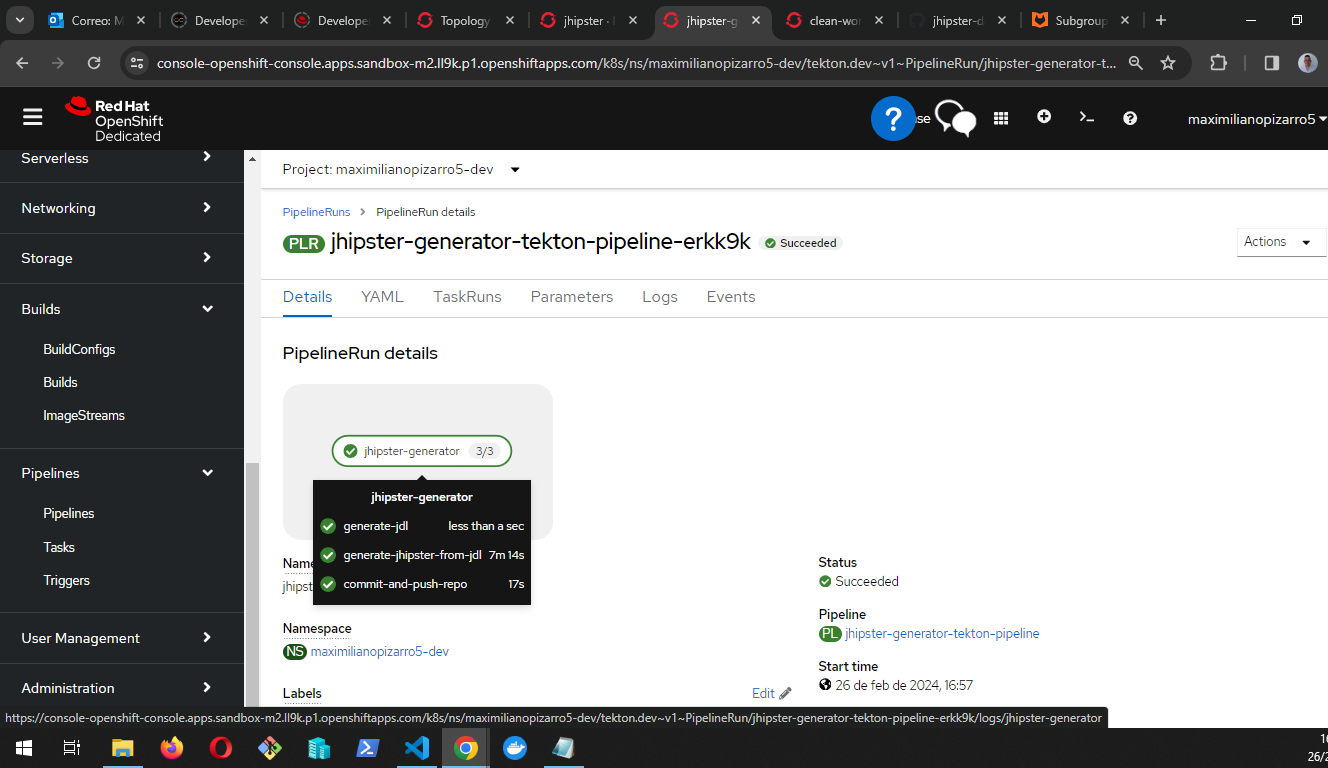 Correo: M
Develope
Develope
Topology
jhipster -
jhipster-g
clean-wor
jhipster-d
Subgroup
console-openshift-console.apps.sandbox-m2.ll9k.p1.openshiftapps.com/k8s/ns/maximilianopizarro5-dev/tekton.dev~v1~PipelineRun/jhipster-generator-t...
Red Hat
OpenShift
Dedicated
?
se
maximilianopizarro5
Serverless
Networking
Storage
Builds
BuildConfigs
Builds
ImageStreams
Pipelines
Pipelines
Tasks
Triggers
User Management
Administration
Project: maximilianopizarro5-dev
PipelineRuns > PipelineRun details
PLR jhipster-generator-tekton-pipeline-erkk9k Succeeded
Actions
Details YAML TaskRuns Parameters Logs Events
PipelineRun details
jhipster-generator 3/3
jhipster-generator
generate-jdl less than a sec
generate-jhipster-from-jdl 7m 14s
commit-and-push-repo 17s
Name
jhipst
Namespace
NS maximilianopizarro5-dev
Labels
Edit
Status
Succeeded
Pipeline
PL jhipster-generator-tekton-pipeline
Start time
26 de feb de 2024, 16:57
https://console-openshift-console.apps.sandbox-m2.ll9k.p1.openshiftapps.com/k8s/ns/maximilianopizarro5-dev/tekton.dev~v1~PipelineRun/jhipster-generator-tekton-pipeline-erkk9k/logs/jhipster-generator
26/2